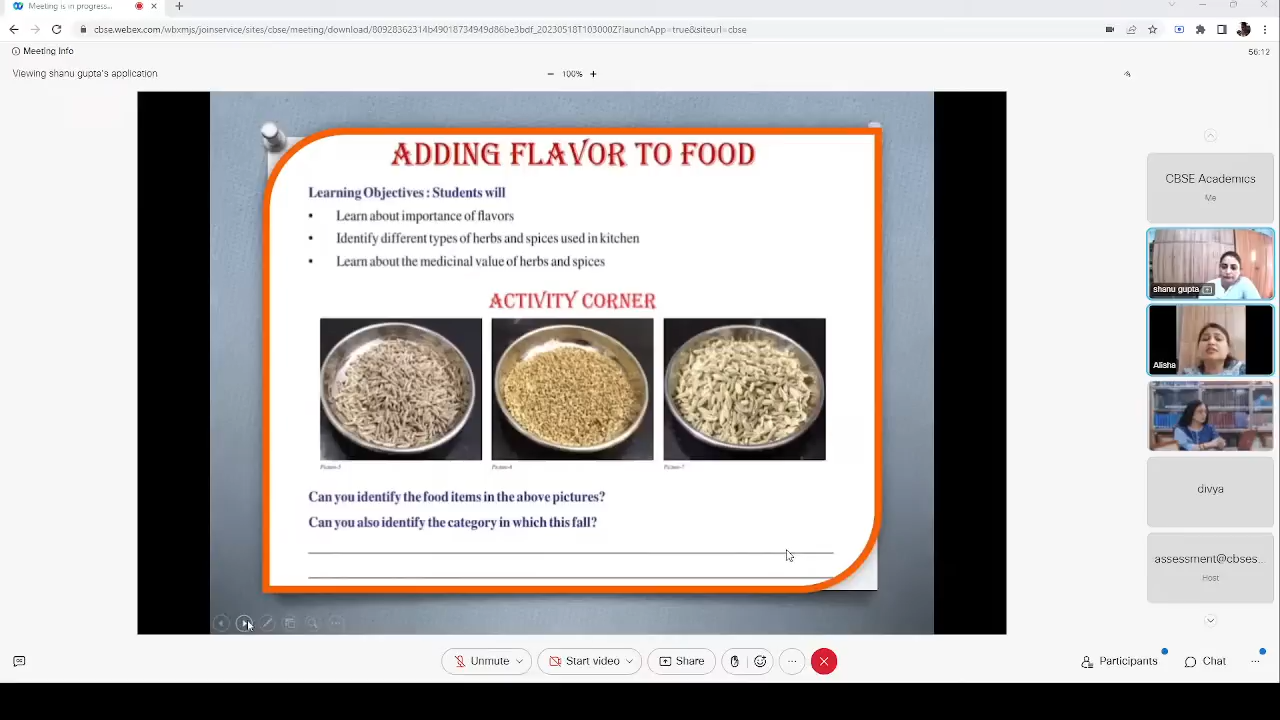 Meeting is in progress...
cbse.webex.com/wbxmjs/joinservice/sites/cbse/meeting/download/80928362314b49018734949d86be3bdf_20230518T103000Z?launchApp=true&siteurl=cbse
Meeting Info
56:12
Viewing shanu gupta's application
100%
ADDING FLAVOR TO FOOD
Learning Objectives : Students will
• Learn about importance of flavors
• Identify different types of herbs and spices used in kitchen
• Learn about the medicinal value of herbs and spices
ACTIVITY CORNER
Can you identify the food items in the above pictures?
Can you also identify the category in which this fall?
CBSE Academics
Me
shanu gupta
Alisha
divya
assessment@cbses...
Host
Unmute
Start video
Share
Participants
Chat